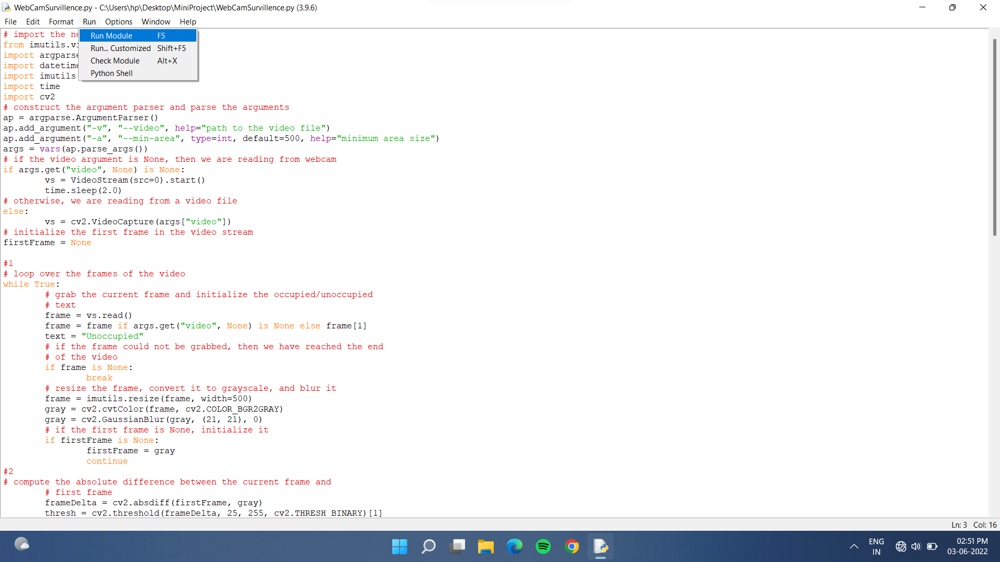 WebCamSurvillence.py - C:\Users\hp\Desktop\MiniProject\WebCamSurvillence.py (3.9.6)
File Edit Format Run Options Window Help
# import the ne
Run Module F5
from imutils.vi
Run... Customized Shift+F5
import argparse
Check Module Alt+X
import datetime
Python Shell
import imutils
import time
import cv2
# construct the argument parser and parse the arguments
ap = argparse.ArgumentParser()
ap.add_argument("-v", "--video", help="path to the video file")
ap.add_argument("-a", "--min-area", type=int, default=500, help="minimum area size")
args = vars(ap.parse_args())
# if the video argument is None, then we are reading from webcam
if args.get("video", None) is None:
        vs = VideoStream(src=0).start()
        time.sleep(2.0)
# otherwise, we are reading from a video file
else:
        vs = cv2.VideoCapture(args["video"])
# initialize the first frame in the video stream
firstFrame = None
#1
# loop over the frames of the video
while True:
        # grab the current frame and initialize the occupied/unoccupied
        # text
        frame = vs.read()
        frame = frame if args.get("video", None) is None else frame[1]
        text = "Unoccupied"
        # if the frame could not be grabbed, then we have reached the end
        # of the video
        if frame is None:
                break
        # resize the frame, convert it to grayscale, and blur it
        frame = imutils.resize(frame, width=500)
        gray = cv2.cvtColor(frame, cv2.COLOR_BGR2GRAY)
        gray = cv2.GaussianBlur(gray, (21, 21), 0)
        # if the first frame is None, initialize it
        if firstFrame is None:
                firstFrame = gray
                continue
#2
# compute the absolute difference between the current frame and
        # first frame
        frameDelta = cv2.absdiff(firstFrame, gray)
        thresh = cv2.threshold(frameDelta, 25, 255, cv2.THRESH_BINARY)[1]
Ln: 3 Col: 16
ENG
IN
02:51 PM
03-06-2022